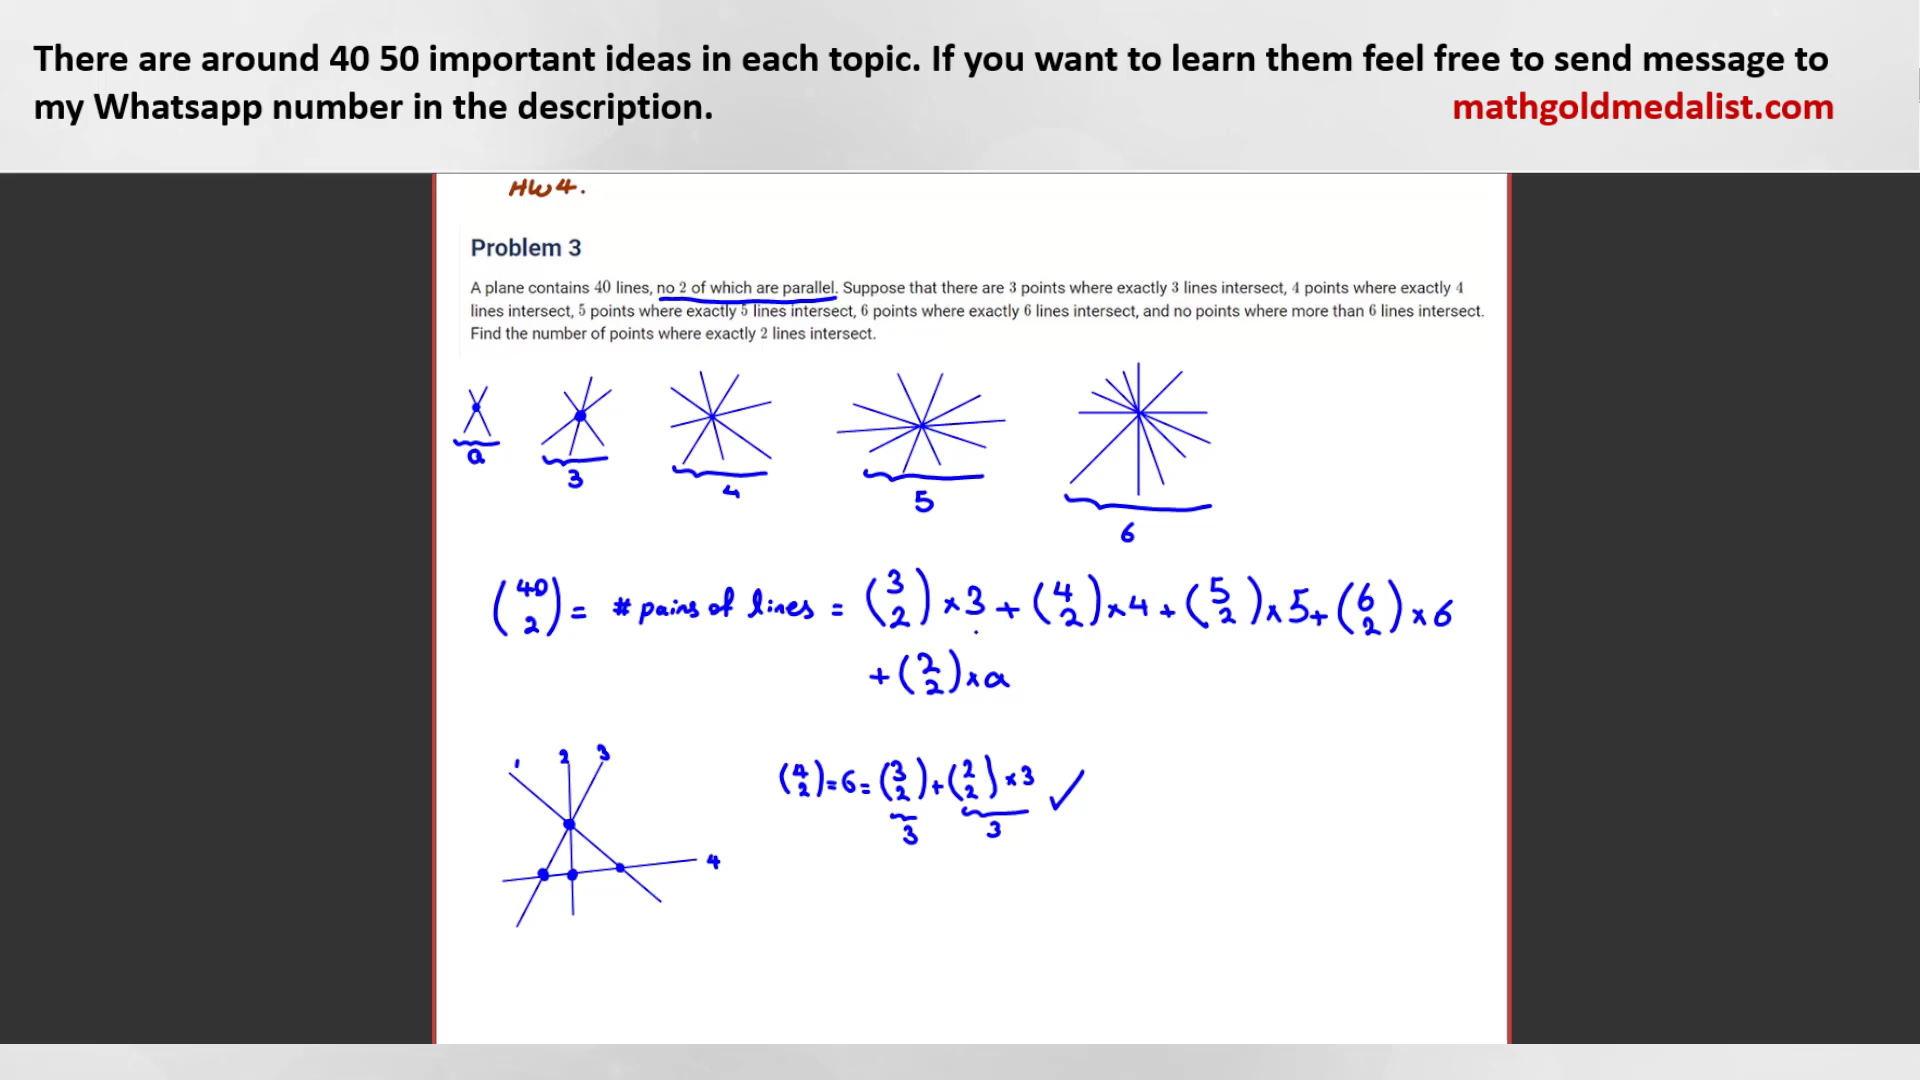 There are around 40 50 important ideas in each topic. If you want to learn them feel free to send message to
my Whatsapp number in the description.
mathgoldmedalist.com
HW4.
Problem 3
A plane contains 40 lines, no 2 of which are parallel. Suppose that there are 3 points where exactly 3 lines intersect, 4 points where exactly 4
lines intersect, 5 points where exactly 5 lines intersect, 6 points where exactly 6 lines intersect, and no points where more than 6 lines intersect.
Find the number of points where exactly 2 lines intersect.
a 3 4 5 6
(40 2) = # pairs of lines = (3 2) × 3 + (4 2) × 4 + (5 2) × 5 + (6 2) × 6
+ (2 2) × a
1 2 3
4
(4 2) = 6 = (3 2) + (2 2) × 3 ✓
3 3